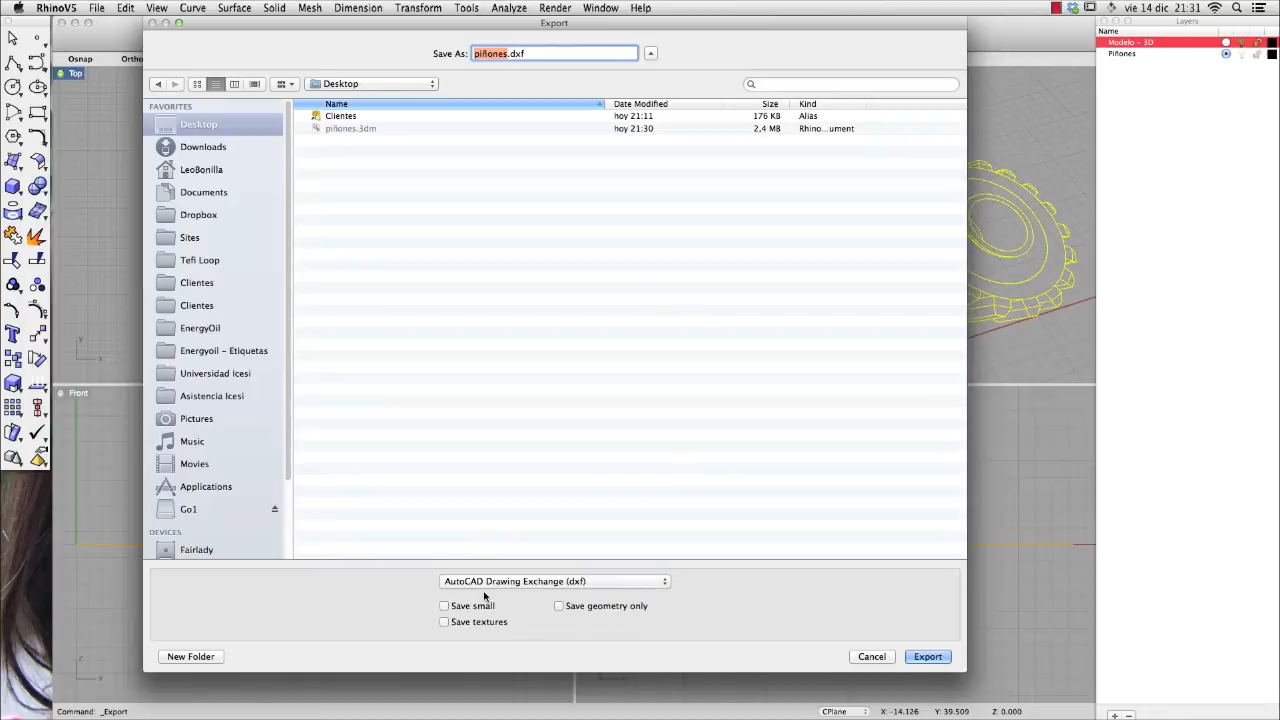 RhinoV5 File Edit View Curve Surface Solid Mesh Dimension Transform Tools Analyze Render Window Help vie 14 dic 21:31
Export
Layers
Name
as: piñones.dxf
Modelo - 3D
Piñones
Osnap Ortho
Top
Desktop
FAVORITES
Name Date Modified Size Kind
Clientes hoy 21:11 176 KB Alias
piñones.3dm hoy 21:30 2,4 MB Rhino...ument
Desktop
Downloads
LeoBonilla
Documents
Dropbox
Sites
Tefi Loop
Clientes
Clientes
EnergyOil
Energyoil - Etiquetas
Universidad Icesi
Asistencia Icesi
Pictures
Music
Movies
Applications
Go1
DEVICES
Fairlady
y
x
Front
z
x
AutoCAD Drawing Exchange (dxf)
Save small Save geometry only
Save textures
New Folder Cancel Export
Command: _Export CPlane X: -14.126 Y: 39.509 Z: 0.000